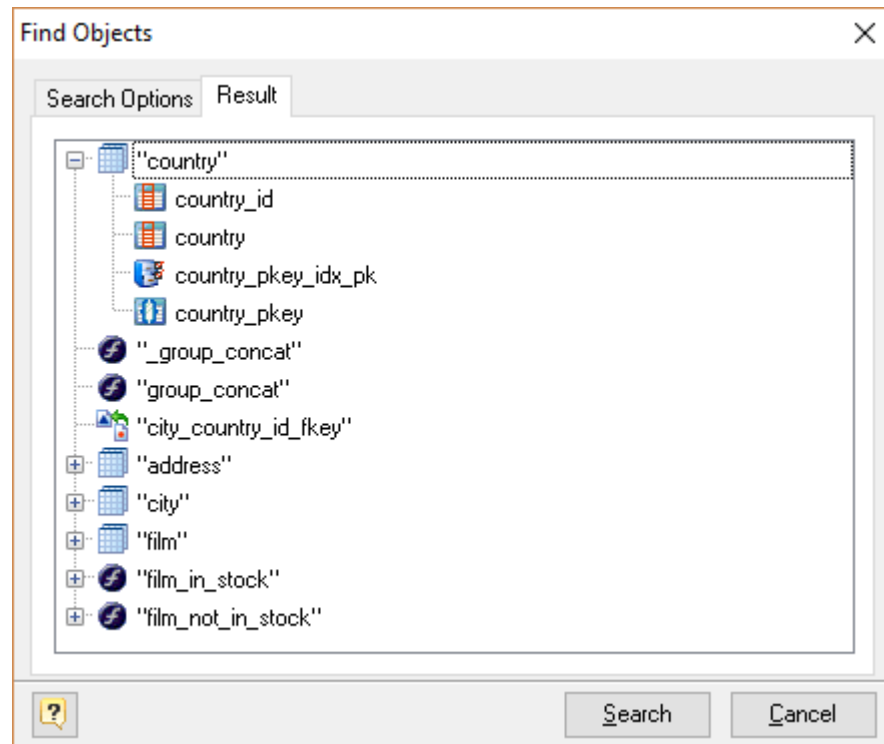 Find Objects
Search Options Result
"country"
country_id
country
country_pkey_idx_pk
country_pkey
"_group_concat"
"group_concat"
"city_country_id_fkey"
"address"
"city"
"film"
"film_in_stock"
"film_not_in_stock"
Search Cancel